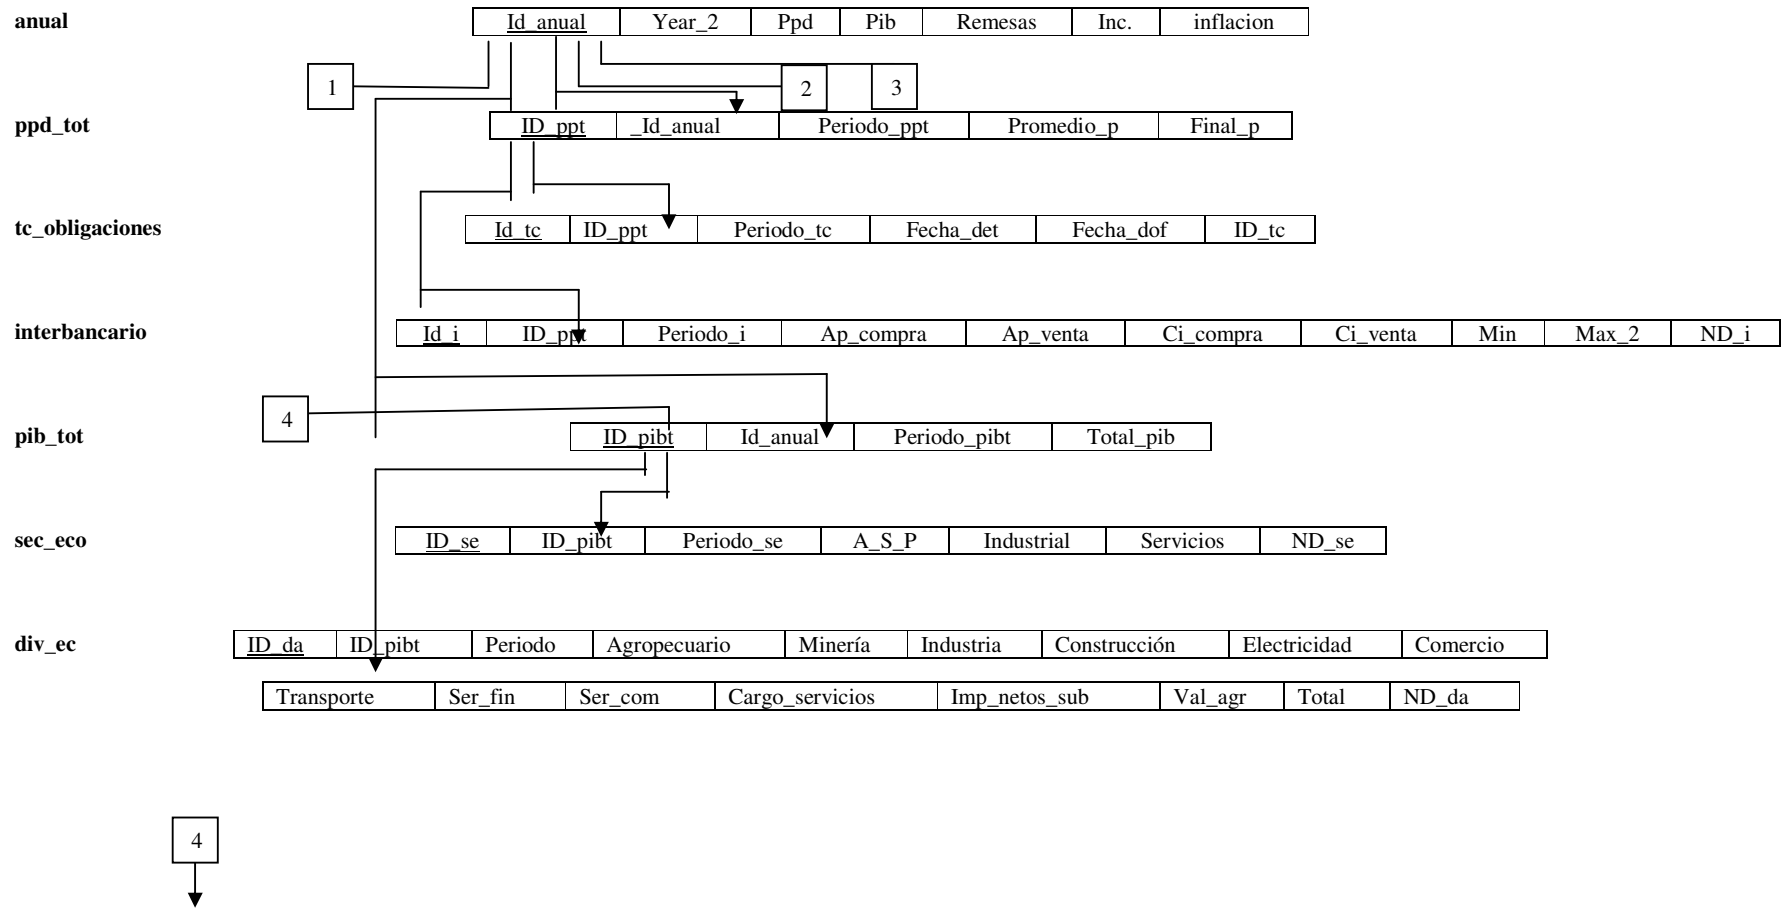 anual Id_anual Year_2 Ppd Pib Remesas Inc. inflacion
1 2 3
ppd_tot ID_ppt _Id_anual Periodo_ppt Promedio_p Final_p
tc_obligaciones Id_tc ID_ppt Periodo_tc Fecha_det Fecha_dof ID_tc
interbancario Id_i ID_ppt Periodo_i Ap_compra Ap_venta Ci_compra Ci_venta Min Max_2 ND_i
4
pib_tot ID_pibt Id_anual Periodo_pibt Total_pib
sec_eco ID_se ID_pibt Periodo_se A_S_P Industrial Servicios ND_se
div_ec ID_da ID_pibt Periodo Agropecuario Minería Industria Construcción Electricidad Comercio
Transporte Ser_fin Ser_com Cargo_servicios Imp_netos_sub Val_agr Total ND_da
4